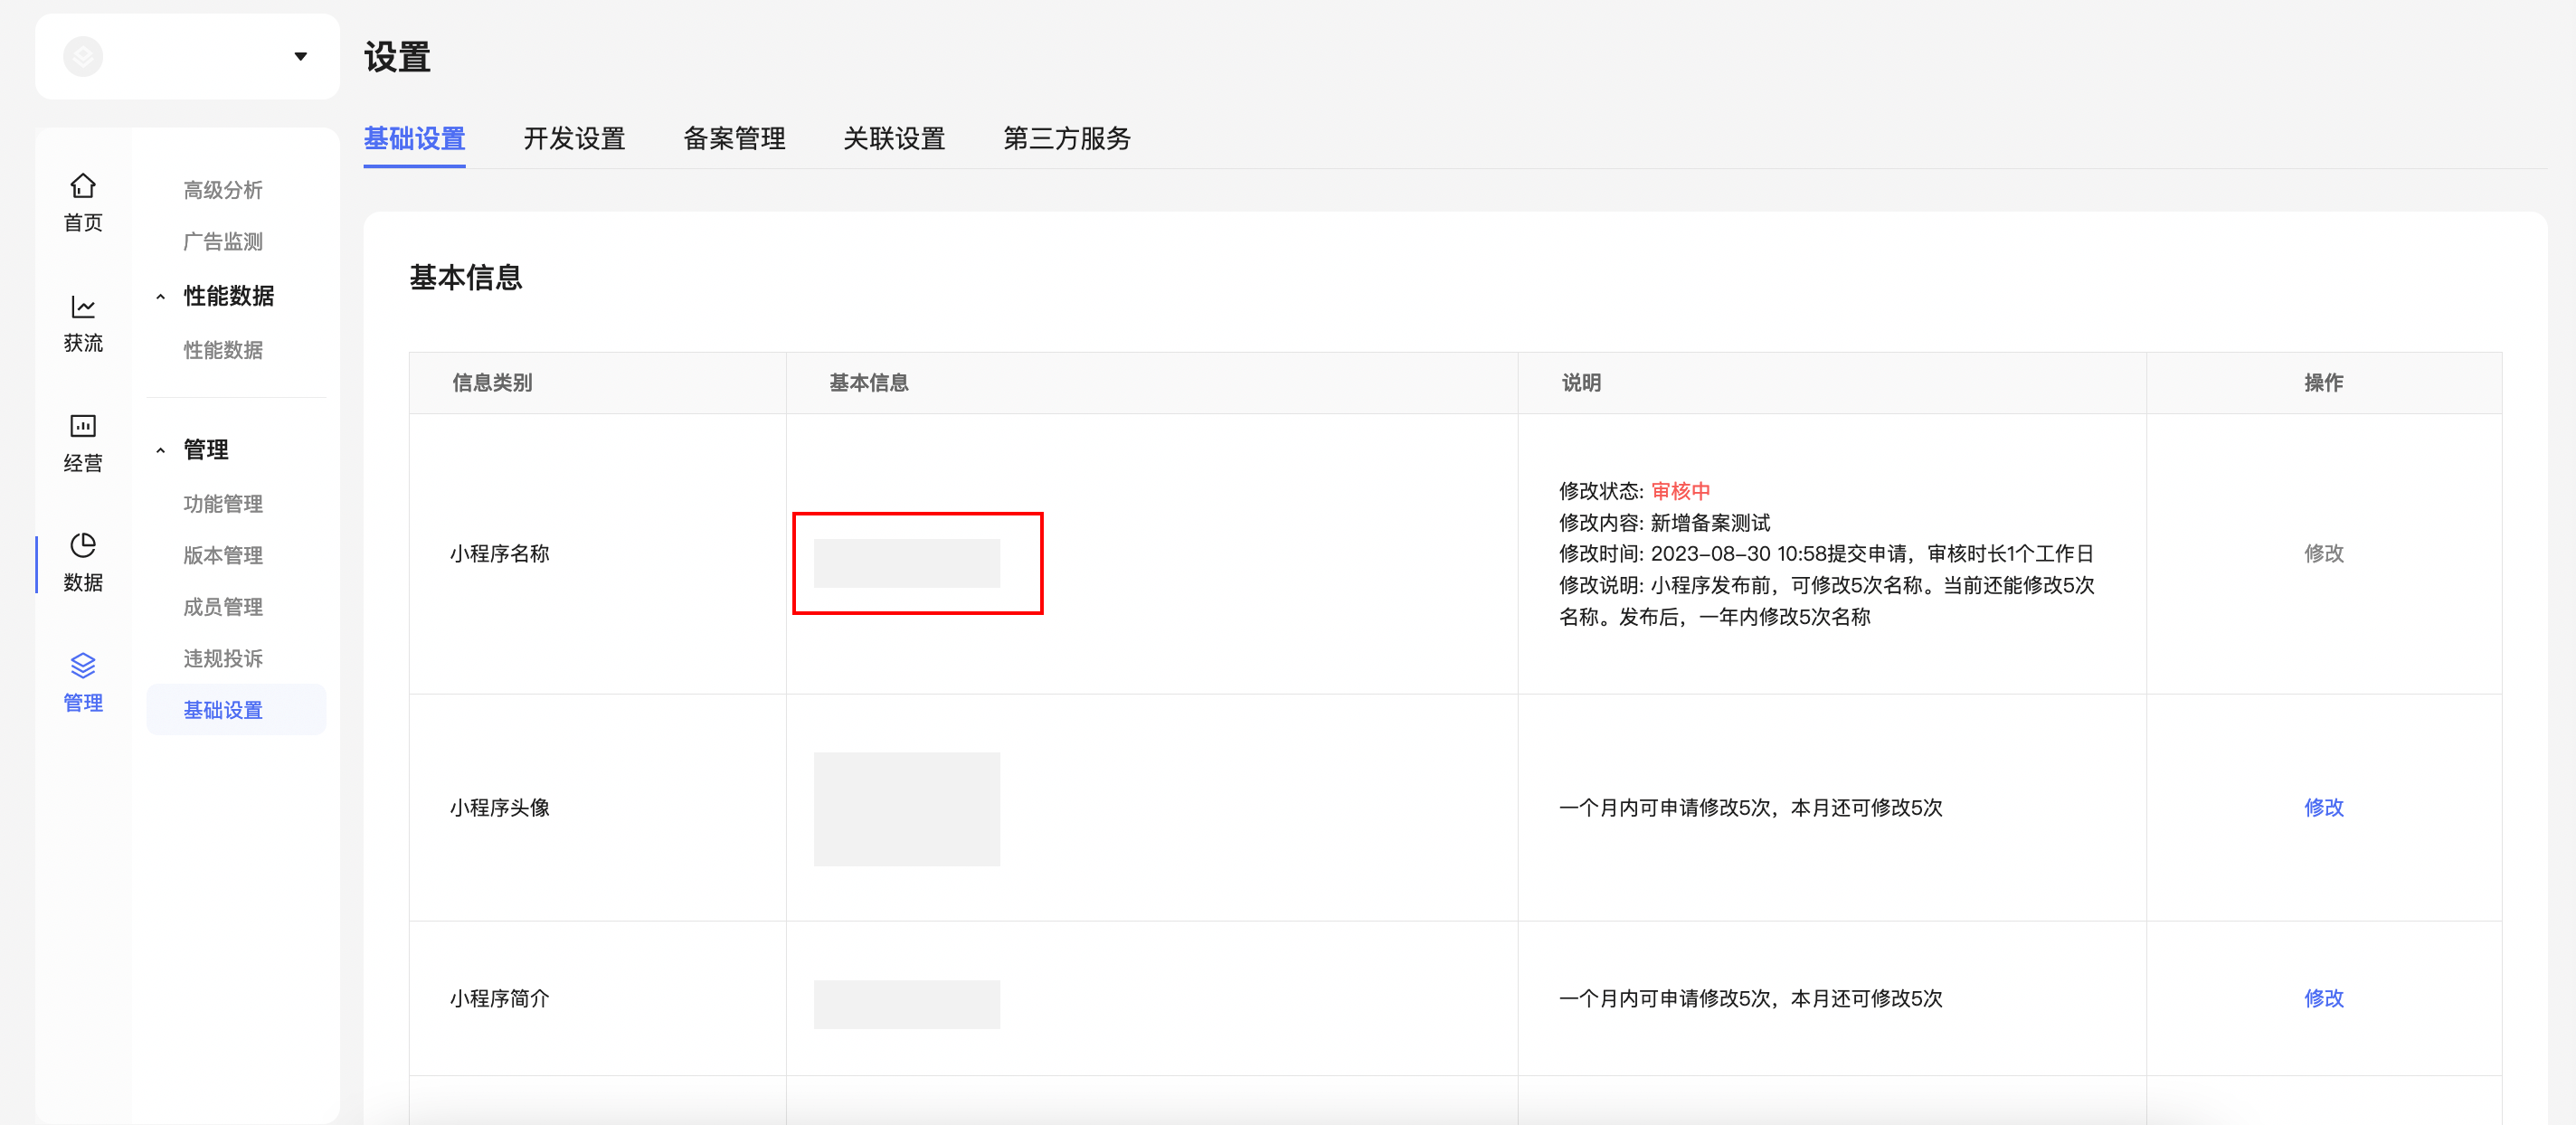 设置
基础设置 开发设置 备案管理 关联设置 第三方服务
首页
获流
经营
数据
管理
高级分析
广告监测
性能数据
性能数据
管理
功能管理
版本管理
成员管理
违规投诉
基础设置
基本信息
信息类别 基本信息 说明 操作
小程序名称
修改状态: 审核中
修改内容: 新增备案测试
修改时间: 2023-08-30 10:58提交申请，审核时长1个工作日
修改说明: 小程序发布前，可修改5次名称。当前还能修改5次
名称。发布后，一年内修改5次名称
修改
小程序头像 一个月内可申请修改5次，本月还可修改5次 修改
小程序简介 一个月内可申请修改5次，本月还可修改5次 修改